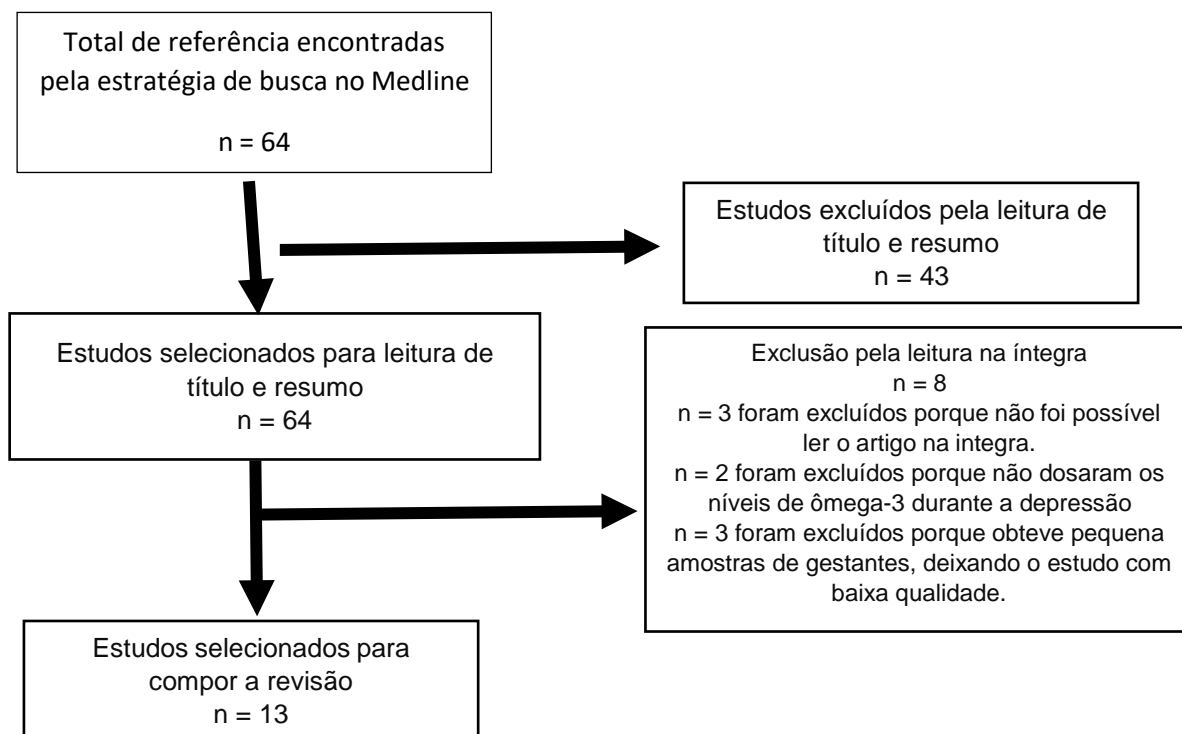 Total de referência encontradas
pela estratégia de busca no Medline
n = 64
Estudos excluídos pela leitura de
título e resumo
n = 43
Estudos selecionados para leitura de
título e resumo
n = 64
Exclusão pela leitura na íntegra
n = 8
n = 3 foram excluídos porque não foi possível
ler o artigo na integra.
n = 2 foram excluídos porque não dosaram os
níveis de ômega-3 durante a depressão
n = 3 foram excluídos porque obteve pequena
amostras de gestantes, deixando o estudo com
baixa qualidade.
Estudos selecionados para
compor a revisão
n = 13